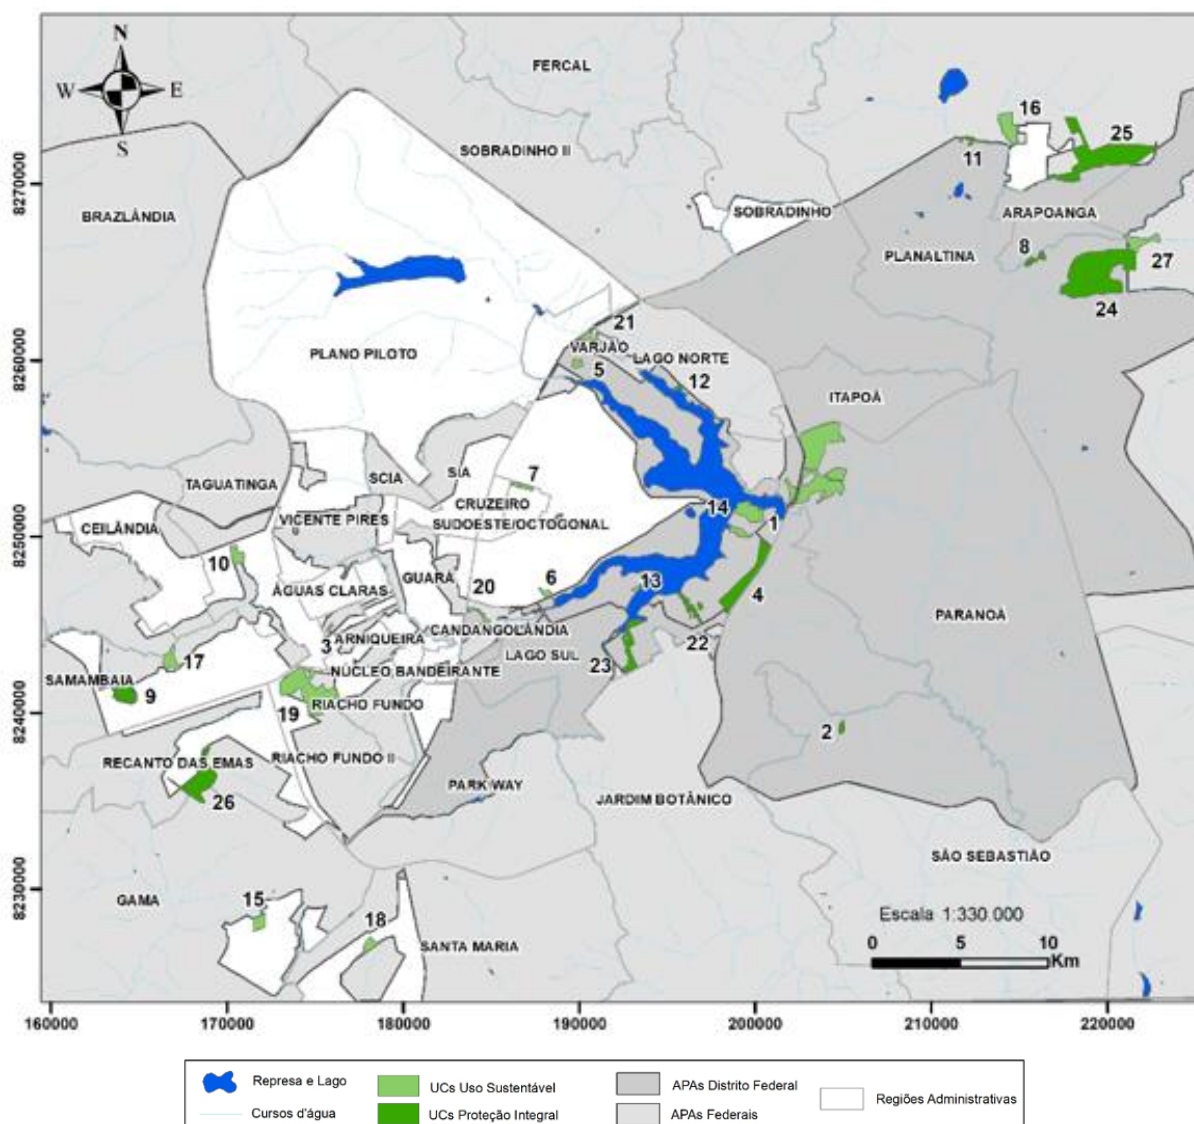 N
W E
S
FERCAL
16
25
11
SOBRADINHO II
BRAZLÂNDIA
SOBRADINHO
ARAPOANGA
PLANALTINA
8
27
24
21
VARJÃO
LAGO NORTE
PLANO PILOTO
5
12
ITAPOÃ
TAGUATINGA
SCIA
SIA
7
CRUZEIRO
SUDOESTE/OCTOGONAL
CEILÂNDIA
VICENTE PIRES
14
1
10
ÁGUAS CLARAS
GUARÁ
20
6
13
4
PARANOÁ
3
ARNIQUEIRA
CANDANGOLÂNDIA
LAGO SUL
22
23
17
NÚCLEO BANDEIRANTE
SAMAMBAIA
9
19
RIACHO FUNDO
2
RECANTO DAS EMAS
RIACHO FUNDO II
26
PARK WAY
JARDIM BOTÂNICO
SÃO SEBASTIÃO
GAMA
15
18
SANTA MARIA
Escala 1:330.000
0 5 10
Km
8270000
8260000
8250000
8240000
8230000
160000 170000 180000 190000 200000 210000 220000
Represa e Lago
UCs Uso Sustentável
APAs Distrito Federal
Regiões Administrativas
Cursos d'água
UCs Proteção Integral
APAs Federais